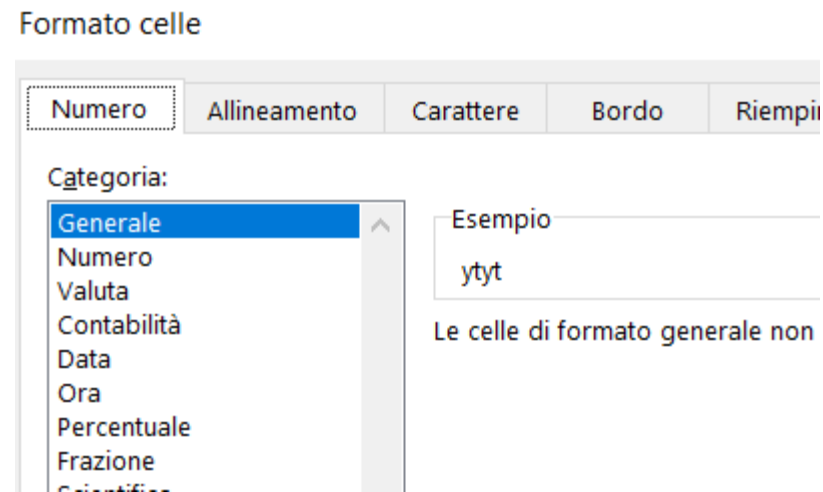 Formato celle
Numero Allineamento Carattere Bordo
Categoria:
Generale
Numero
Valuta
Contabilità
Data
Ora
Percentuale
Frazione
Esempio
ytyt
Le celle di formato generale non